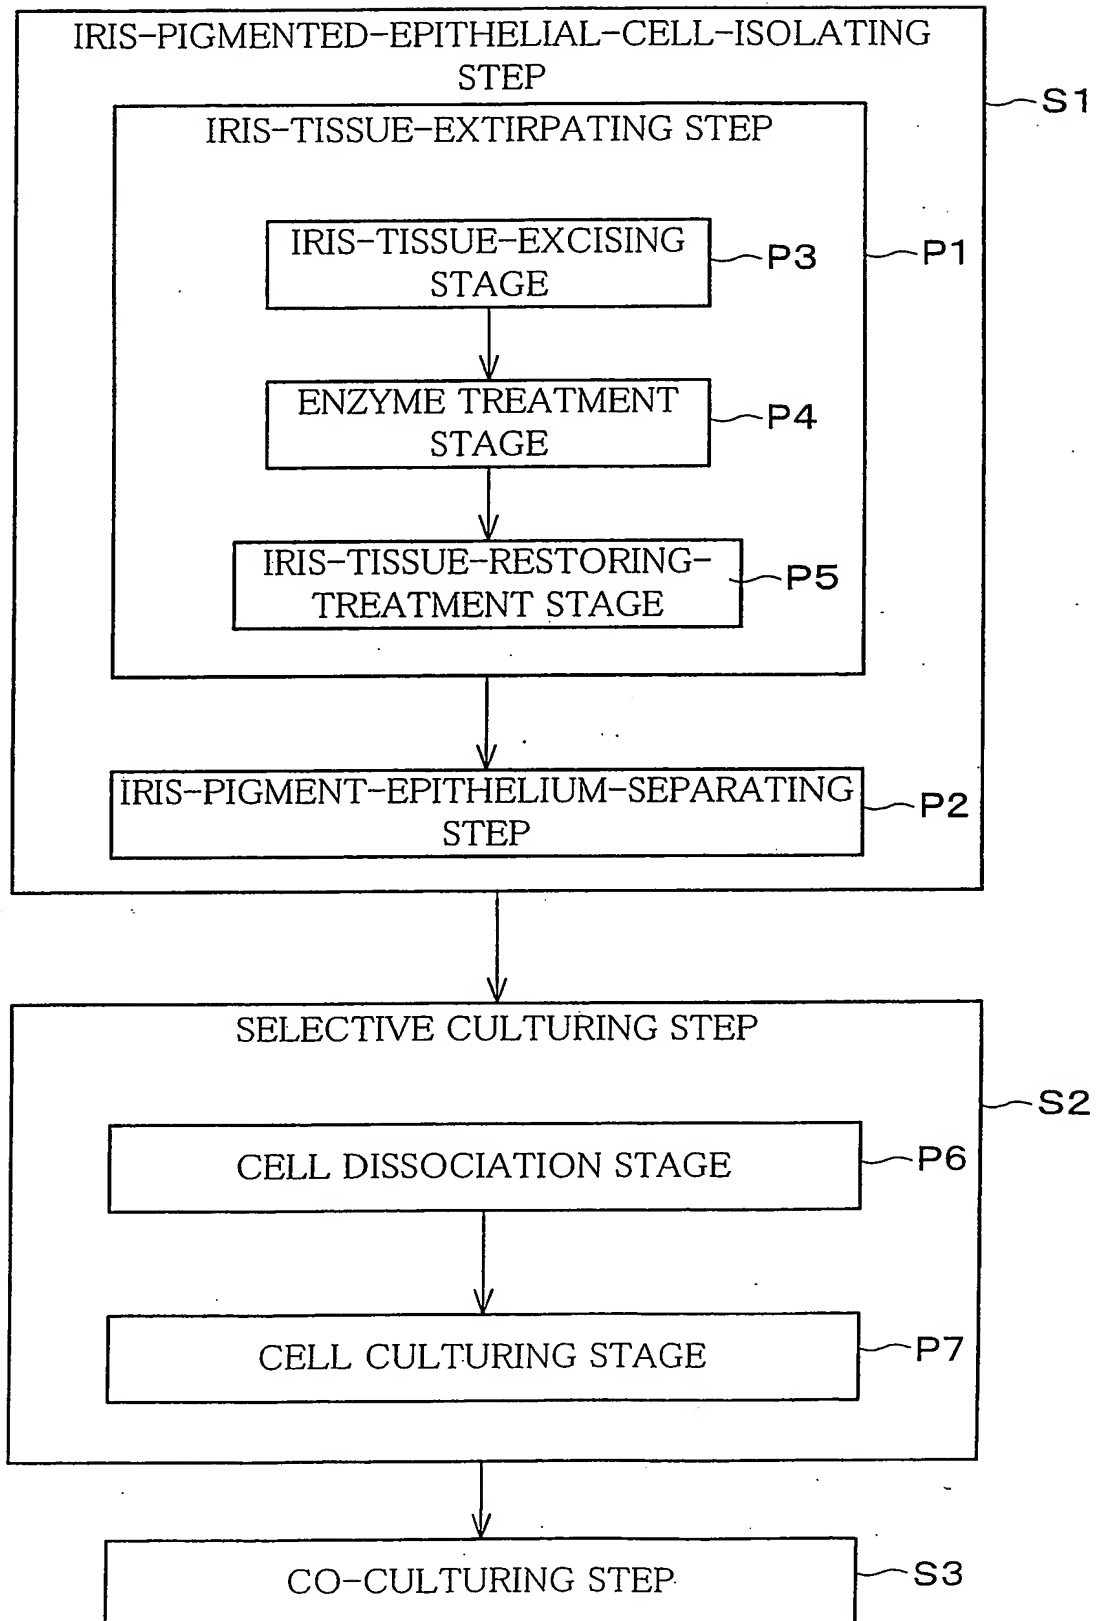 IRIS-PIGMENTED-EPITHELIAL-CELL-ISOLATING
STEP
S1
IRIS-TISSUE-EXTIRPATING STEP
P1
IRIS-TISSUE-EXCISING
STAGE
P3
ENZYME TREATMENT
STAGE
P4
IRIS-TISSUE-RESTORING-
TREATMENT STAGE
P5
IRIS-PIGMENT-EPITHELIUM-SEPARATING
STEP
P2
SELECTIVE CULTURING STEP
S2
CELL DISSOCIATION STAGE
P6
CELL CULTURING STAGE
P7
CO-CULTURING STEP
S3